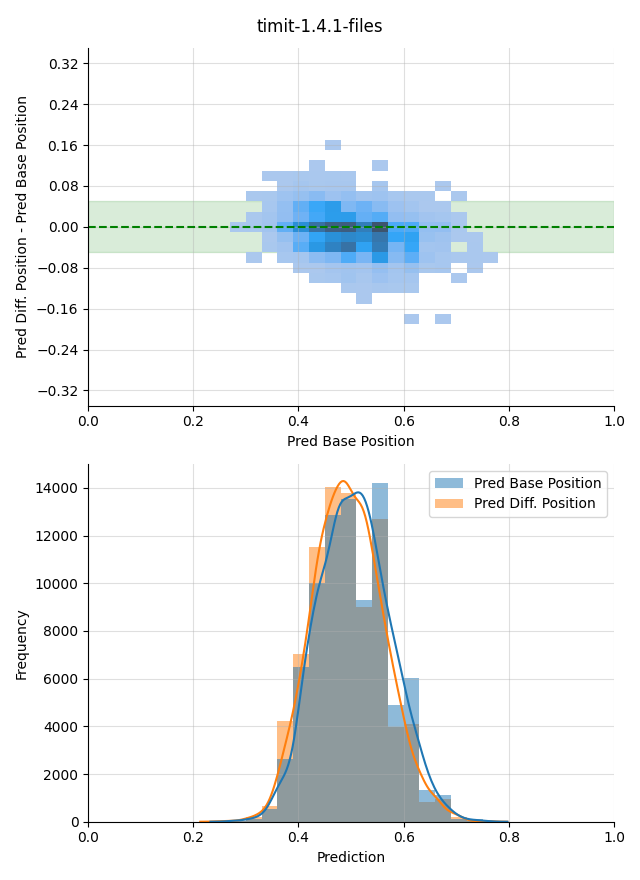 timit-1.4.1-files
Pred Diff. Position - Pred Base Position
0.32
0.24
0.16
0.08
0.00
−0.08
−0.16
−0.24
−0.32
0.0 0.2 0.4 0.6 0.8 1.0
Pred Base Position
Frequency
14000
12000
10000
8000
6000
4000
2000
0
Pred Base Position
Pred Diff. Position
0.0 0.2 0.4 0.6 0.8 1.0
Prediction